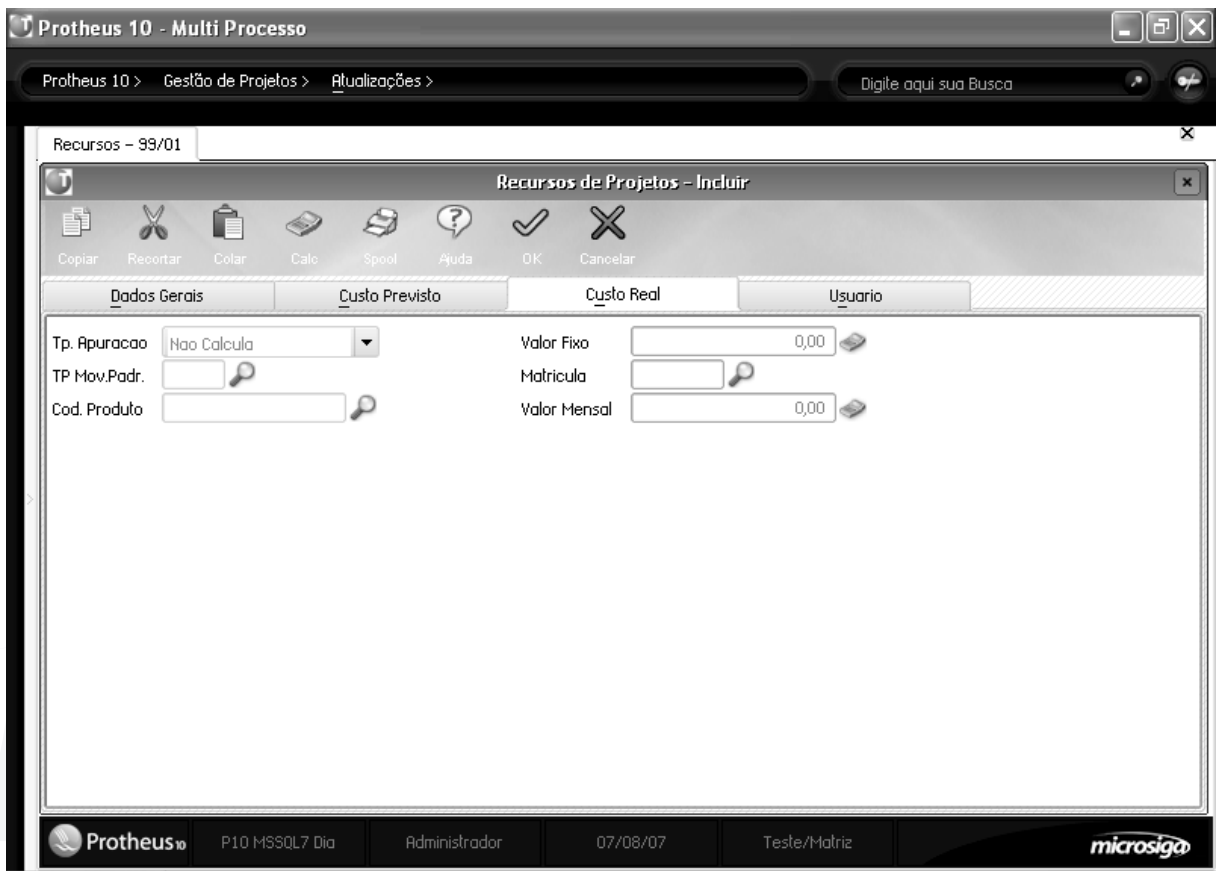 Protheus 10 - Multi Processo
Protheus 10 > Gestão de Projetos > Atualizações > Digite aqui sua Busca
Recursos - 99/01
Recursos de Projetos - Incluir
Copiar Recortar Colar Calc Spool Ajuda OK Cancelar
Dados Gerais Custo Previsto Custo Real Usuario
Tp. Apuracao Nao Calcula Valor Fixo 0,00
TP Mov.Padr. Matricula
Cod. Produto Valor Mensal 0,00
Protheus 10 P10 MSSQL7 Dia Administrador 07/08/07 Teste/Matriz microsiga